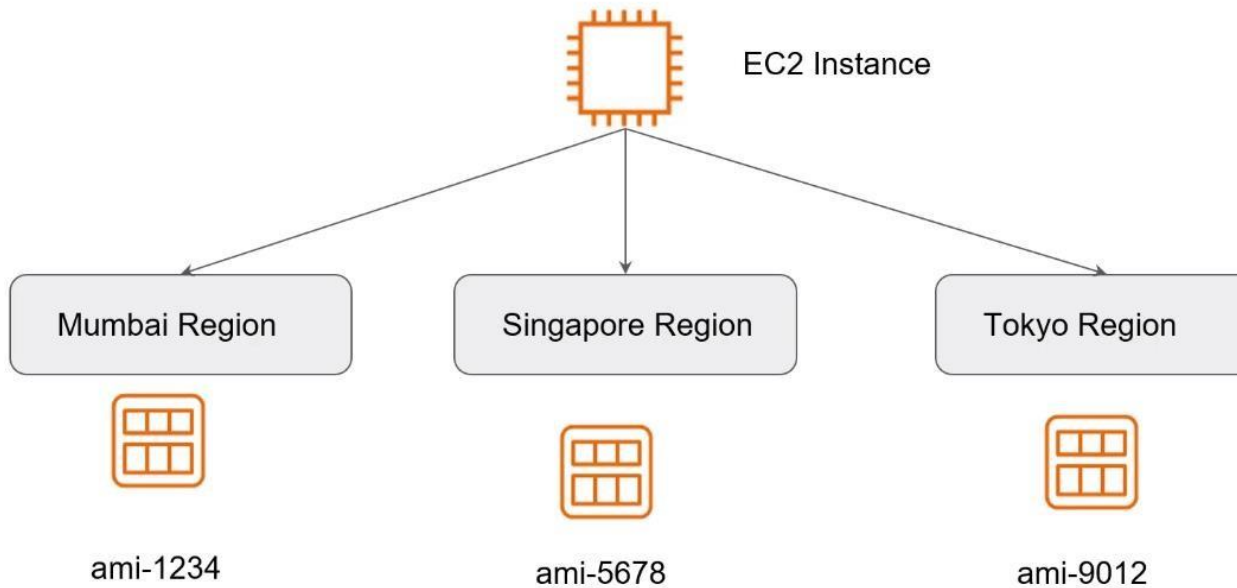 EC2 Instance
Mumbai Region
Singapore Region
Tokyo Region
ami-1234
ami-5678
ami-9012